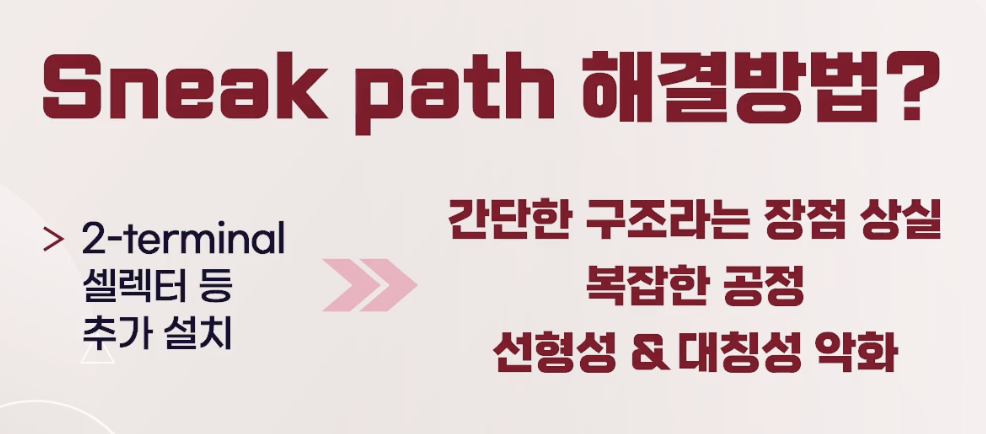 Sneak path 해결방법?
> 2-terminal
셀렉터 등
추가 설치
간단한 구조라는 장점 상실
복잡한 공정
선형성 & 대칭성 악화